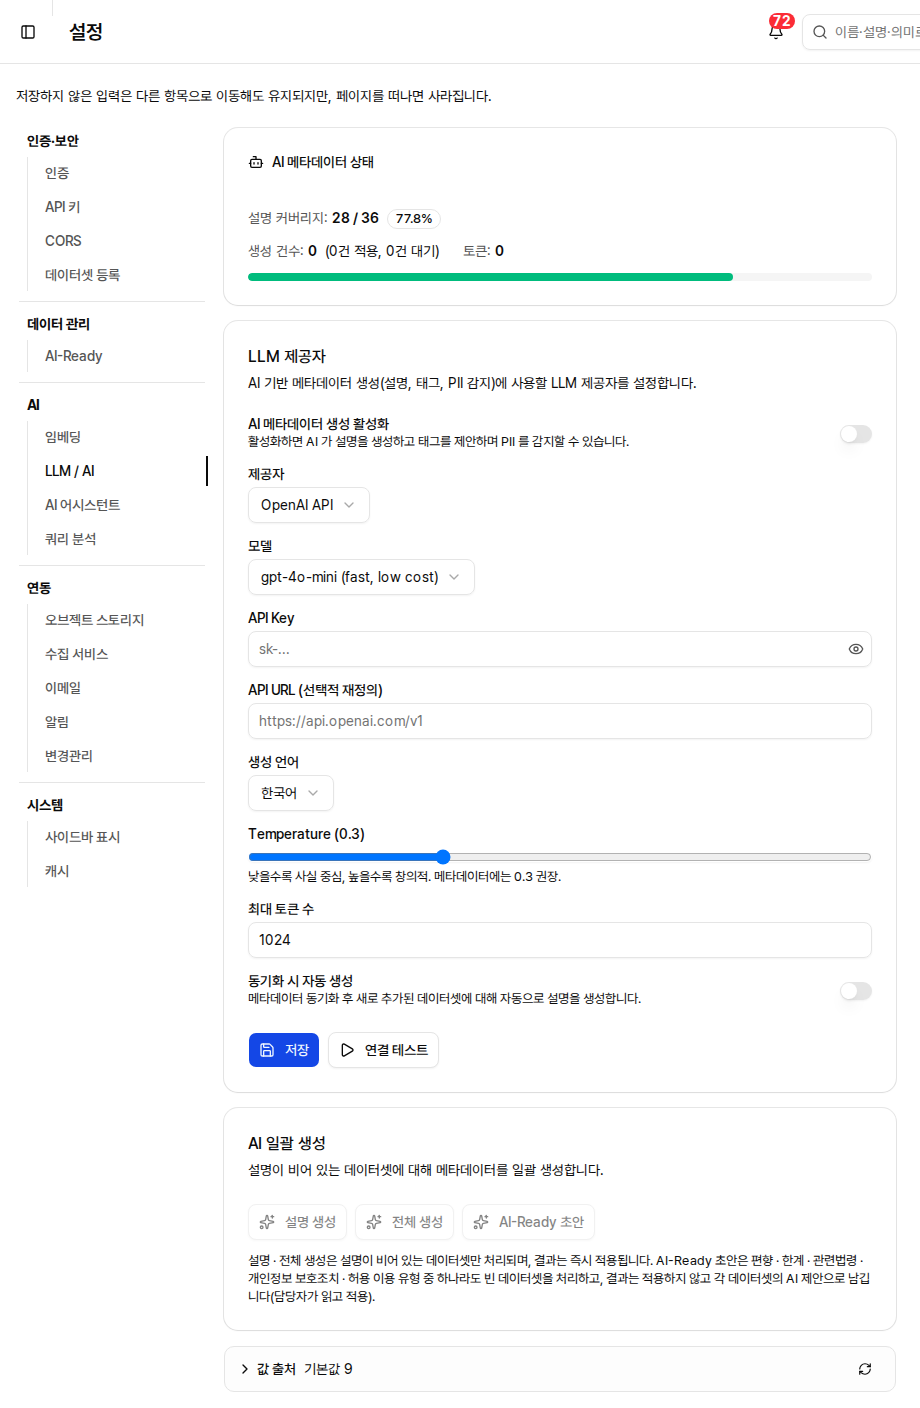 설정
72
이름·설명·의미로
저장하지 않은 입력은 다른 항목으로 이동해도 유지되지만, 페이지를 떠나면 사라집니다.
인증·보안
인증
API 키
CORS
데이터셋 등록
데이터 관리
AI-Ready
AI
임베딩
LLM / AI
AI 어시스턴트
쿼리 분석
연동
오브젝트 스토리지
수집 서비스
이메일
알림
변경관리
시스템
사이드바 표시
캐시
AI 메타데이터 상태
설명 커버리지: 28 / 36 77.8%
생성 건수: 0 (0건 적용, 0건 대기) 토큰: 0
LLM 제공자
AI 기반 메타데이터 생성(설명, 태그, PII 감지)에 사용할 LLM 제공자를 설정합니다.
AI 메타데이터 생성 활성화
활성화하면 AI 가 설명을 생성하고 태그를 제안하며 PII 를 감지할 수 있습니다.
제공자
OpenAI API
모델
gpt-4o-mini (fast, low cost)
API Key
sk-...
API URL (선택적 재정의)
https://api.openai.com/v1
생성 언어
한국어
Temperature (0.3)
낮을수록 사실 중심, 높을수록 창의적. 메타데이터에는 0.3 권장.
최대 토큰 수
1024
동기화 시 자동 생성
메타데이터 동기화 후 새로 추가된 데이터셋에 대해 자동으로 설명을 생성합니다.
저장 연결 테스트
AI 일괄 생성
설명이 비어 있는 데이터셋에 대해 메타데이터를 일괄 생성합니다.
설명 생성 전체 생성 AI-Ready 초안
설명 · 전체 생성은 설명이 비어 있는 데이터셋만 처리되며, 결과는 즉시 적용됩니다. AI-Ready 초안은 편향 · 한계 · 관련법령 ·
개인정보 보호조치 · 허용 이용 유형 중 하나라도 빈 데이터셋을 처리하고, 결과는 적용하지 않고 각 데이터셋의 AI 제안으로 남깁
니다(담당자가 읽고 적용).
값 출처 기본값 9